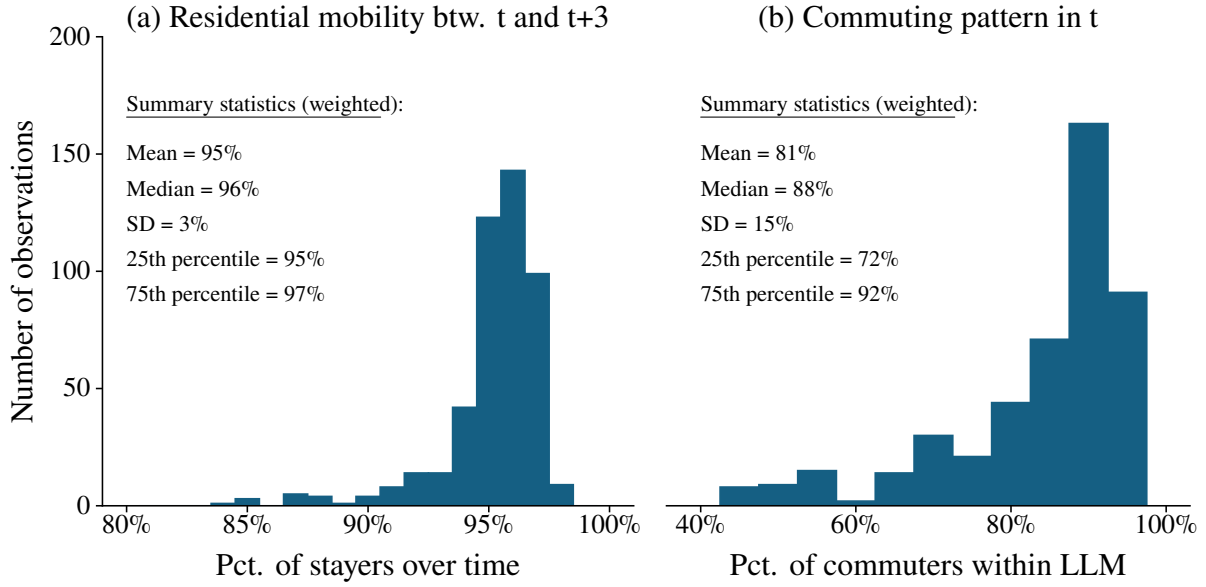 (a) Residential mobility btw. t and t+3
Number of observations
200
150
100
50
0
Summary statistics (weighted):
Mean = 95%
Median = 96%
SD = 3%
25th percentile = 95%
75th percentile = 97%
80%
85%
90%
95%
100%
Pct. of stayers over time
(b) Commuting pattern in t
Summary statistics (weighted):
Mean = 81%
Median = 88%
SD = 15%
25th percentile = 72%
75th percentile = 92%
40%
60%
80%
100%
Pct. of commuters within LLM